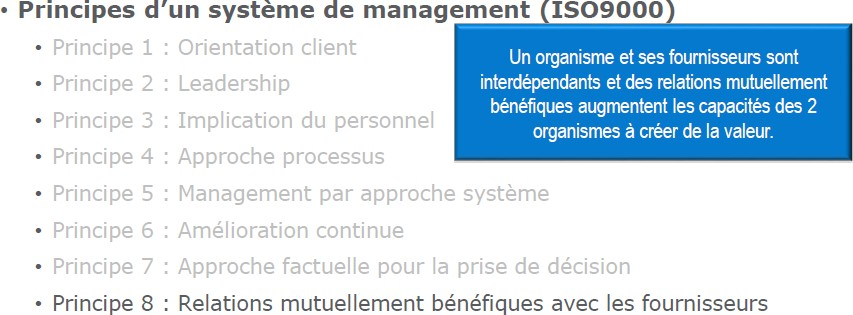 • Principes d'un système de management (ISO9000)
• Principe 1 : Orientation client
• Principe 2 : Leadership
• Principe 3 : Implication du personnel
• Principe 4 : Approche processus
• Principe 5 : Management par approche système
• Principe 6 : Amélioration continue
• Principe 7 : Approche factuelle pour la prise de décision
• Principe 8 : Relations mutuellement bénéfiques avec les fournisseurs
Un organisme et ses fournisseurs sont
interdépendants et des relations mutuellement
bénéfiques augmentent les capacités des 2
organismes à créer de la valeur.